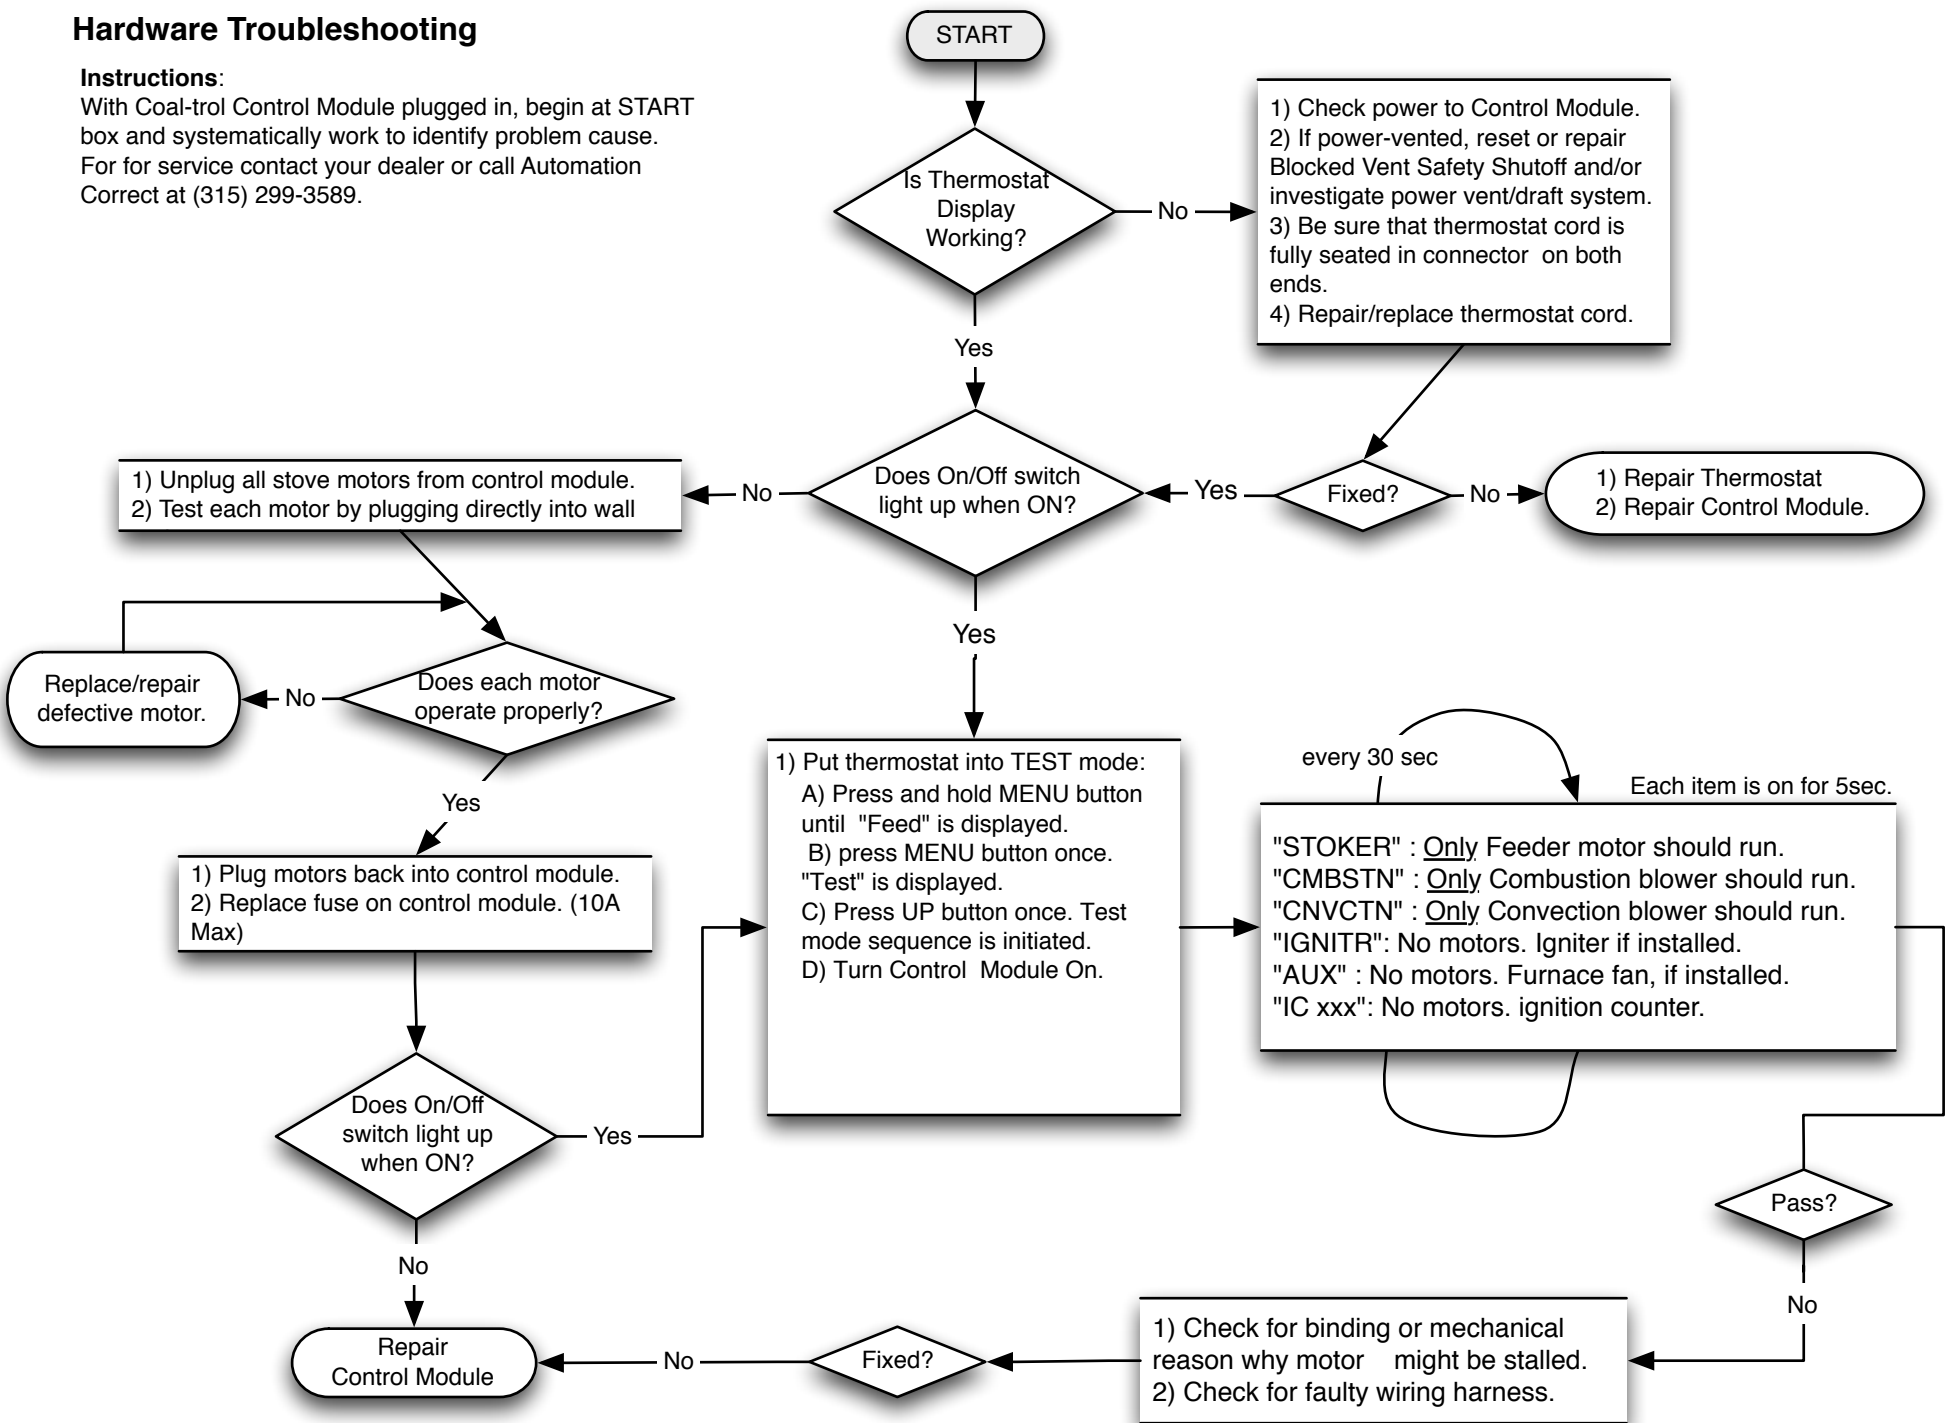 Hardware Troubleshooting
Instructions:
With Coal-trol Control Module plugged in, begin at START
box and systematically work to identify problem cause.
For for service contact your dealer or call Automation
Correct at (315) 299-3589.
START
Is Thermostat
Display
Working?
No
1) Check power to Control Module.
2) If power-vented, reset or repair
Blocked Vent Safety Shutoff and/or
investigate power vent/draft system.
3) Be sure that thermostat cord is
fully seated in connector on both
ends.
4) Repair/replace thermostat cord.
Yes
Does On/Off switch
light up when ON?
Yes
Fixed?
No
1) Repair Thermostat
2) Repair Control Module.
No
1) Unplug all stove motors from control module.
2) Test each motor by plugging directly into wall
Yes
Does each motor
operate properly?
No
Replace/repair
defective motor.
Yes
1) Plug motors back into control module.
2) Replace fuse on control module. (10A
Max)
Does On/Off
switch light up
when ON?
Yes
No
Repair
Control Module
1) Put thermostat into TEST mode:
A) Press and hold MENU button
until "Feed" is displayed.
B) press MENU button once.
"Test" is displayed.
C) Press UP button once. Test
mode sequence is initiated.
D) Turn Control Module On.
every 30 sec
Each item is on for 5sec.
"STOKER" : Only Feeder motor should run.
"CMBSTN" : Only Combustion blower should run.
"CNVCTN" : Only Convection blower should run.
"IGNITR": No motors. Igniter if installed.
"AUX" : No motors. Furnace fan, if installed.
"IC xxx": No motors. ignition counter.
Pass?
No
1) Check for binding or mechanical
reason why motor might be stalled.
2) Check for faulty wiring harness.
Fixed?
No